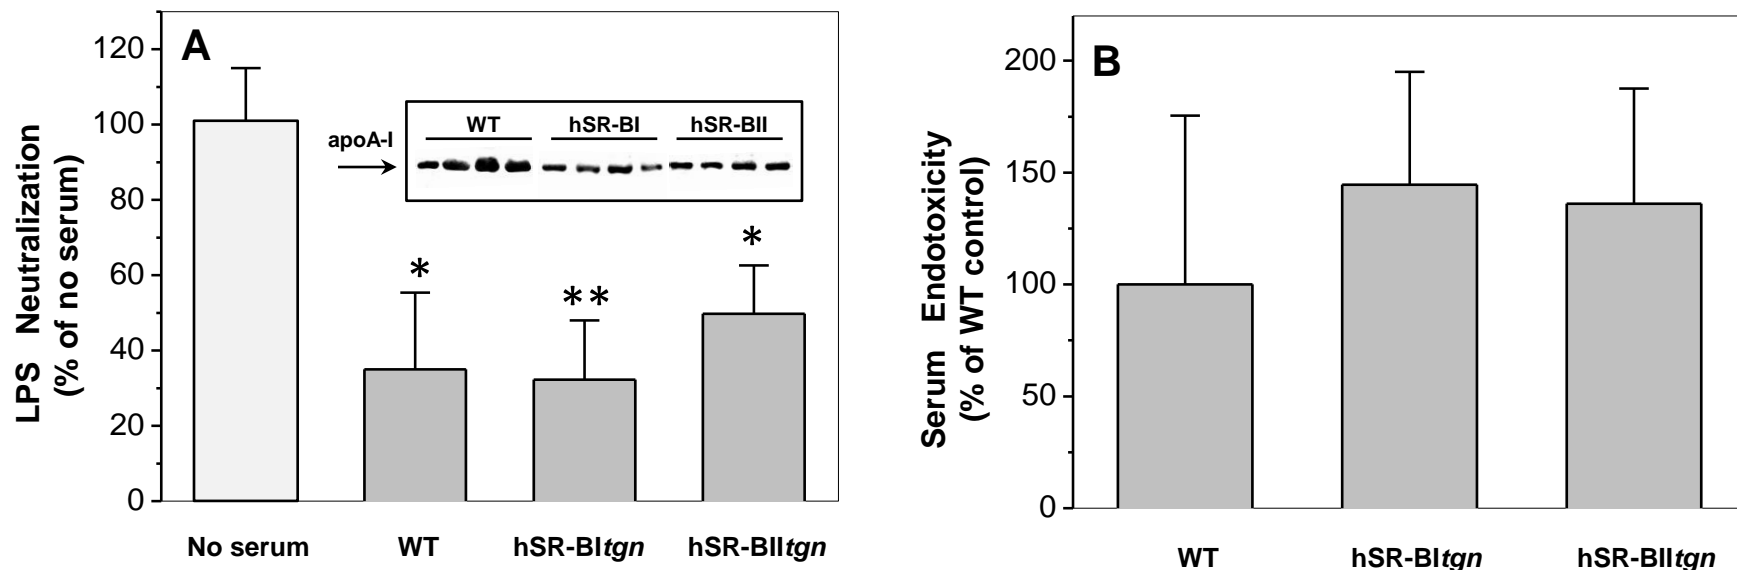 A
LPS Neutralization
(% of no serum)
120
100
80
60
40
20
0
apoA-I
WT hSR-BI hSR-BII
*
**
*
No serum WT hSR-BItgn hSR-BIItgn
B
Serum Endotoxicity
(% of WT control)
200
150
100
50
0
WT hSR-BItgn hSR-BIItgn